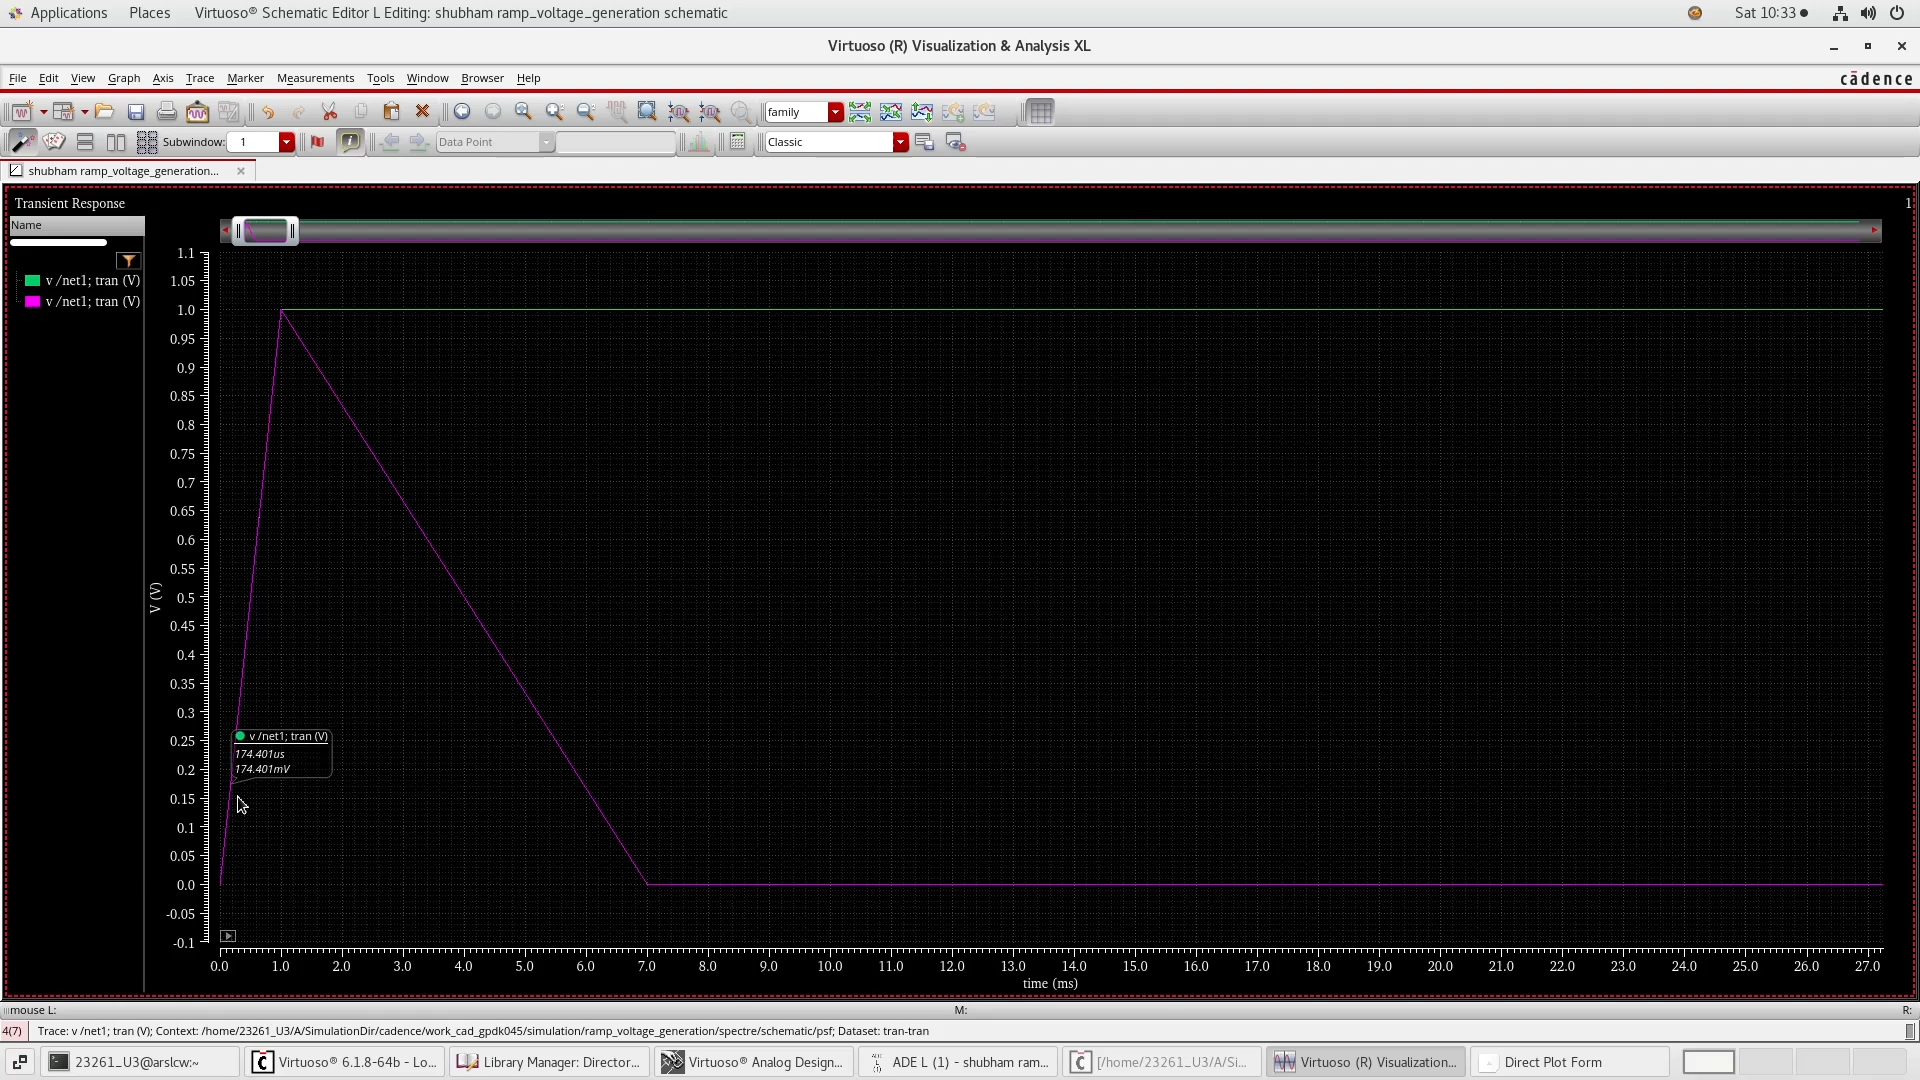 Applications Places Virtuoso® Schematic Editor L Editing: shubham ramp_voltage_generation schematic Sat 10:33
Virtuoso (R) Visualization & Analysis XL
File Edit View Graph Axis Trace Marker Measurements Tools Window Browser Help cādence
family
Subwindow: 1 Data Point Classic
shubham ramp_voltage_generation...
Transient Response 1
Name
v /net1; tran (V)
v /net1; tran (V)
1.1
1.05
1.0
0.95
0.9
0.85
0.8
0.75
0.7
0.65
0.6
0.55
0.5
0.45
0.4
0.35
0.3
0.25
0.2
0.15
0.1
0.05
0.0
-0.05
-0.1
V (V)
v /net1; tran (V)
174.401us
174.401mV
0.0 1.0 2.0 3.0 4.0 5.0 6.0 7.0 8.0 9.0 10.0 11.0 12.0 13.0 14.0 15.0 16.0 17.0 18.0 19.0 20.0 21.0 22.0 23.0 24.0 25.0 26.0 27.0
time (ms)
mouse L: M: R:
4(7) Trace: v /net1; tran (V); Context: /home/23261_U3/A/SimulationDir/cadence/work_cad_gpdk045/simulation/ramp_voltage_generation/spectre/schematic/psf; Dataset: tran-tran
23261_U3@arslcw:~ Virtuoso® 6.1.8-64b - Lo... Library Manager: Director... Virtuoso® Analog Design... ADE L (1) - shubham ram... [/home/23261_U3/A/Si... Virtuoso (R) Visualization... Direct Plot Form